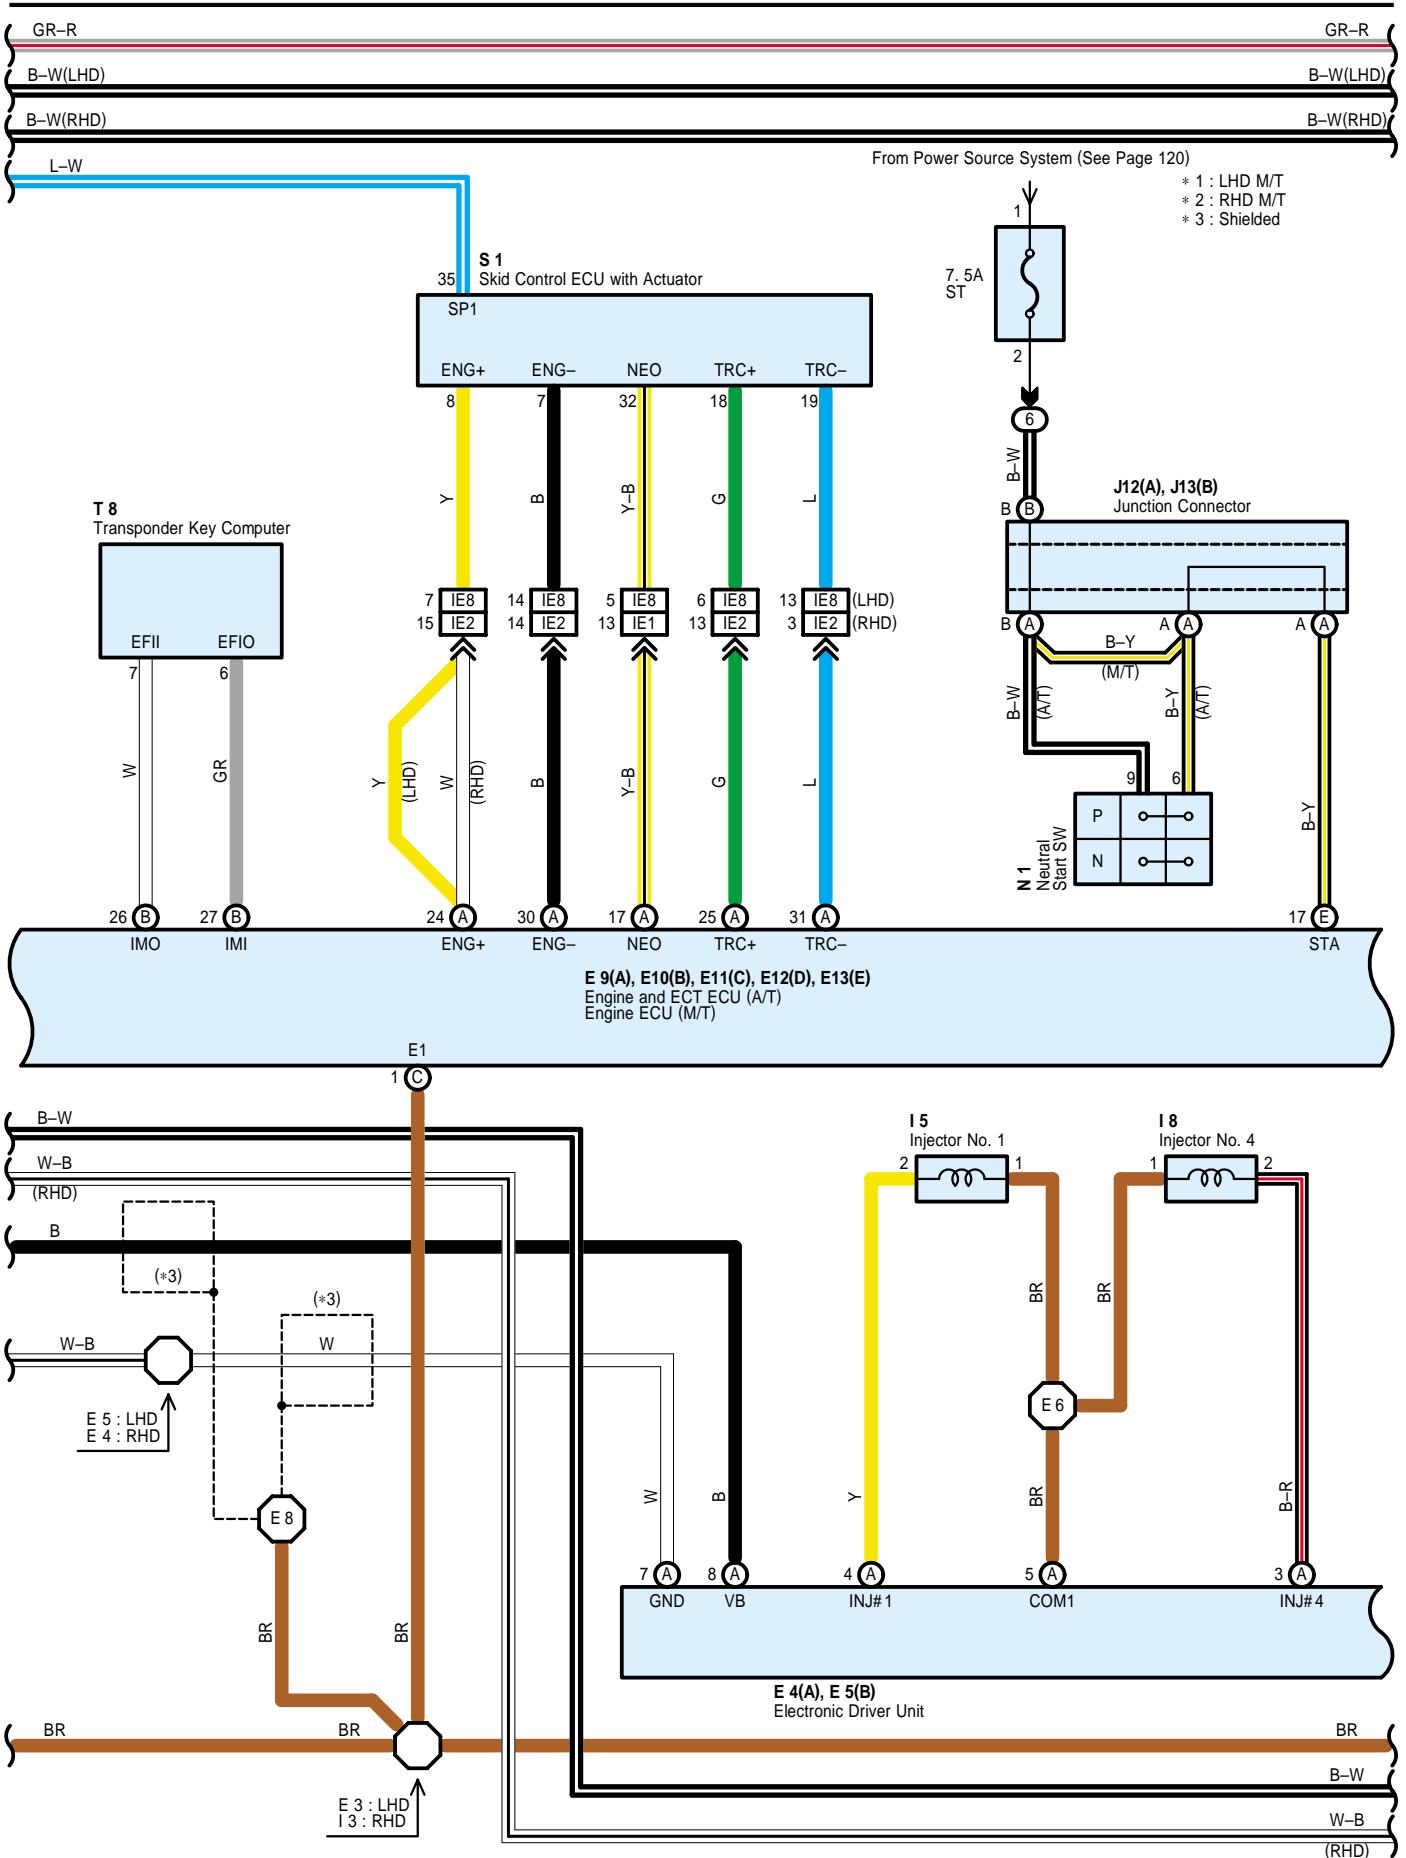 GR–R GR–R
B–W(LHD) B–W(LHD)
B–W(RHD) B–W(RHD)
L–W
From Power Source System (See Page 120)
* 1 : LHD M/T
* 2 : RHD M/T
* 3 : Shielded
1
7. 5A
ST
2
6
B–W
S 1
35 Skid Control ECU with Actuator
SP1
ENG+ ENG– NEO TRC+ TRC–
8 7 32 18 19
Y B Y–B G L
J12(A), J13(B)
Junction Connector
B B
T 8
Transponder Key Computer
EFII EFIO
7 6
W GR
7 IE8 14 IE8 5 IE8 6 IE8 13 IE8 (LHD)
15 IE2 14 IE2 13 IE1 13 IE2 3 IE2 (RHD)
B A A A A A
B–Y
(M/T)
B–W
(A/T)
B–Y
(A/T)
Y
(LHD)
W
(RHD)
B Y–B G L
B–Y
9 6
P
N
N 1
Neutral
Start SW
26 B 27 B 24 A 30 A 17 A 25 A 31 A 17 E
IMO IMI ENG+ ENG– NEO TRC+ TRC– STA
E 9(A), E10(B), E11(C), E12(D), E13(E)
Engine and ECT ECU (A/T)
Engine ECU (M/T)
E1
1 C
B–W
W–B
(RHD)
B
(*3)
(*3)
W–B W
E 5 : LHD
E 4 : RHD
E 8
BR BR
I 5
Injector No. 1
2 1
I 8
Injector No. 4
1 2
BR BR
E 6
W B Y BR B–R
7 A 8 A 4 A 5 A 3 A
GND VB INJ# 1 COM1 INJ# 4
E 4(A), E 5(B)
Electronic Driver Unit
BR BR BR
E 3 : LHD
I 3 : RHD
B–W
W–B
(RHD)